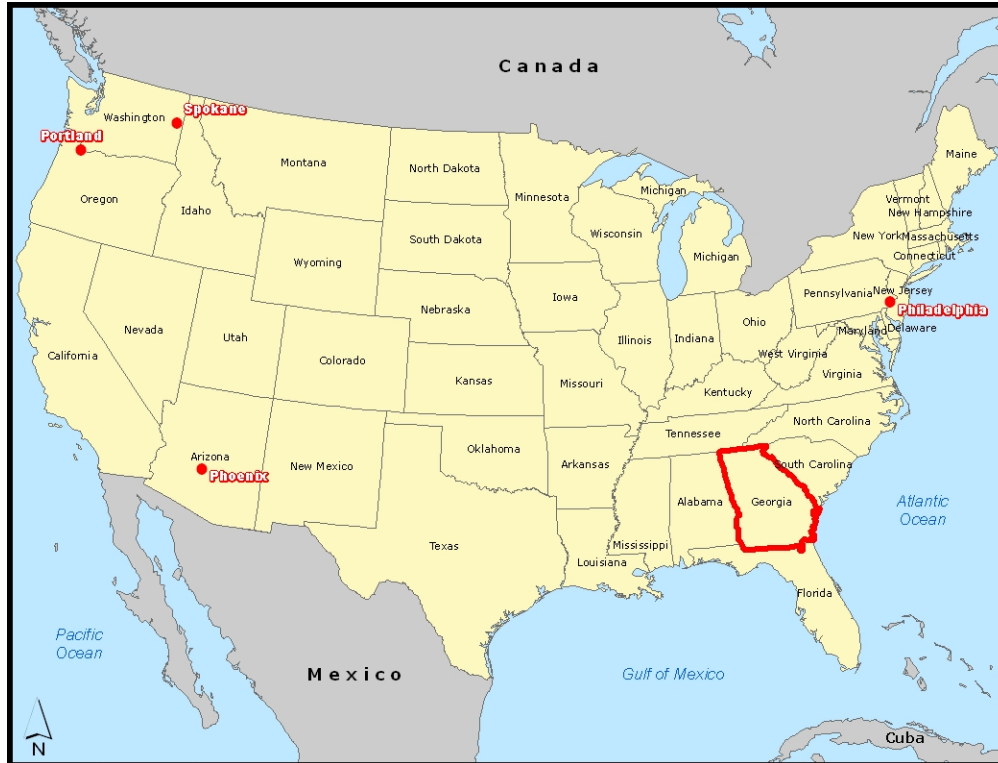 Canada
Spokane
Washington
Portland
Maine
Montana
North Dakota
Minnesota
Michigan
Oregon
Idaho
Vermont
New Hampshire
Wisconsin
New York
Massachusetts
South Dakota
Michigan
Connecticut
Wyoming
Pennsylvania
New Jersey
Iowa
Nebraska
Philadelphia
Ohio
Maryland
Delaware
Nevada
Utah
Illinois
Indiana
California
Colorado
West Virginia
Virginia
Kansas
Missouri
Kentucky
North Carolina
Tennessee
Oklahoma
Arizona
New Mexico
Arkansas
South Carolina
Phoenix
Alabama
Georgia
Atlantic
Ocean
Texas
Mississippi
Louisiana
Florida
Pacific
Ocean
Mexico
Gulf of Mexico
Cuba
N